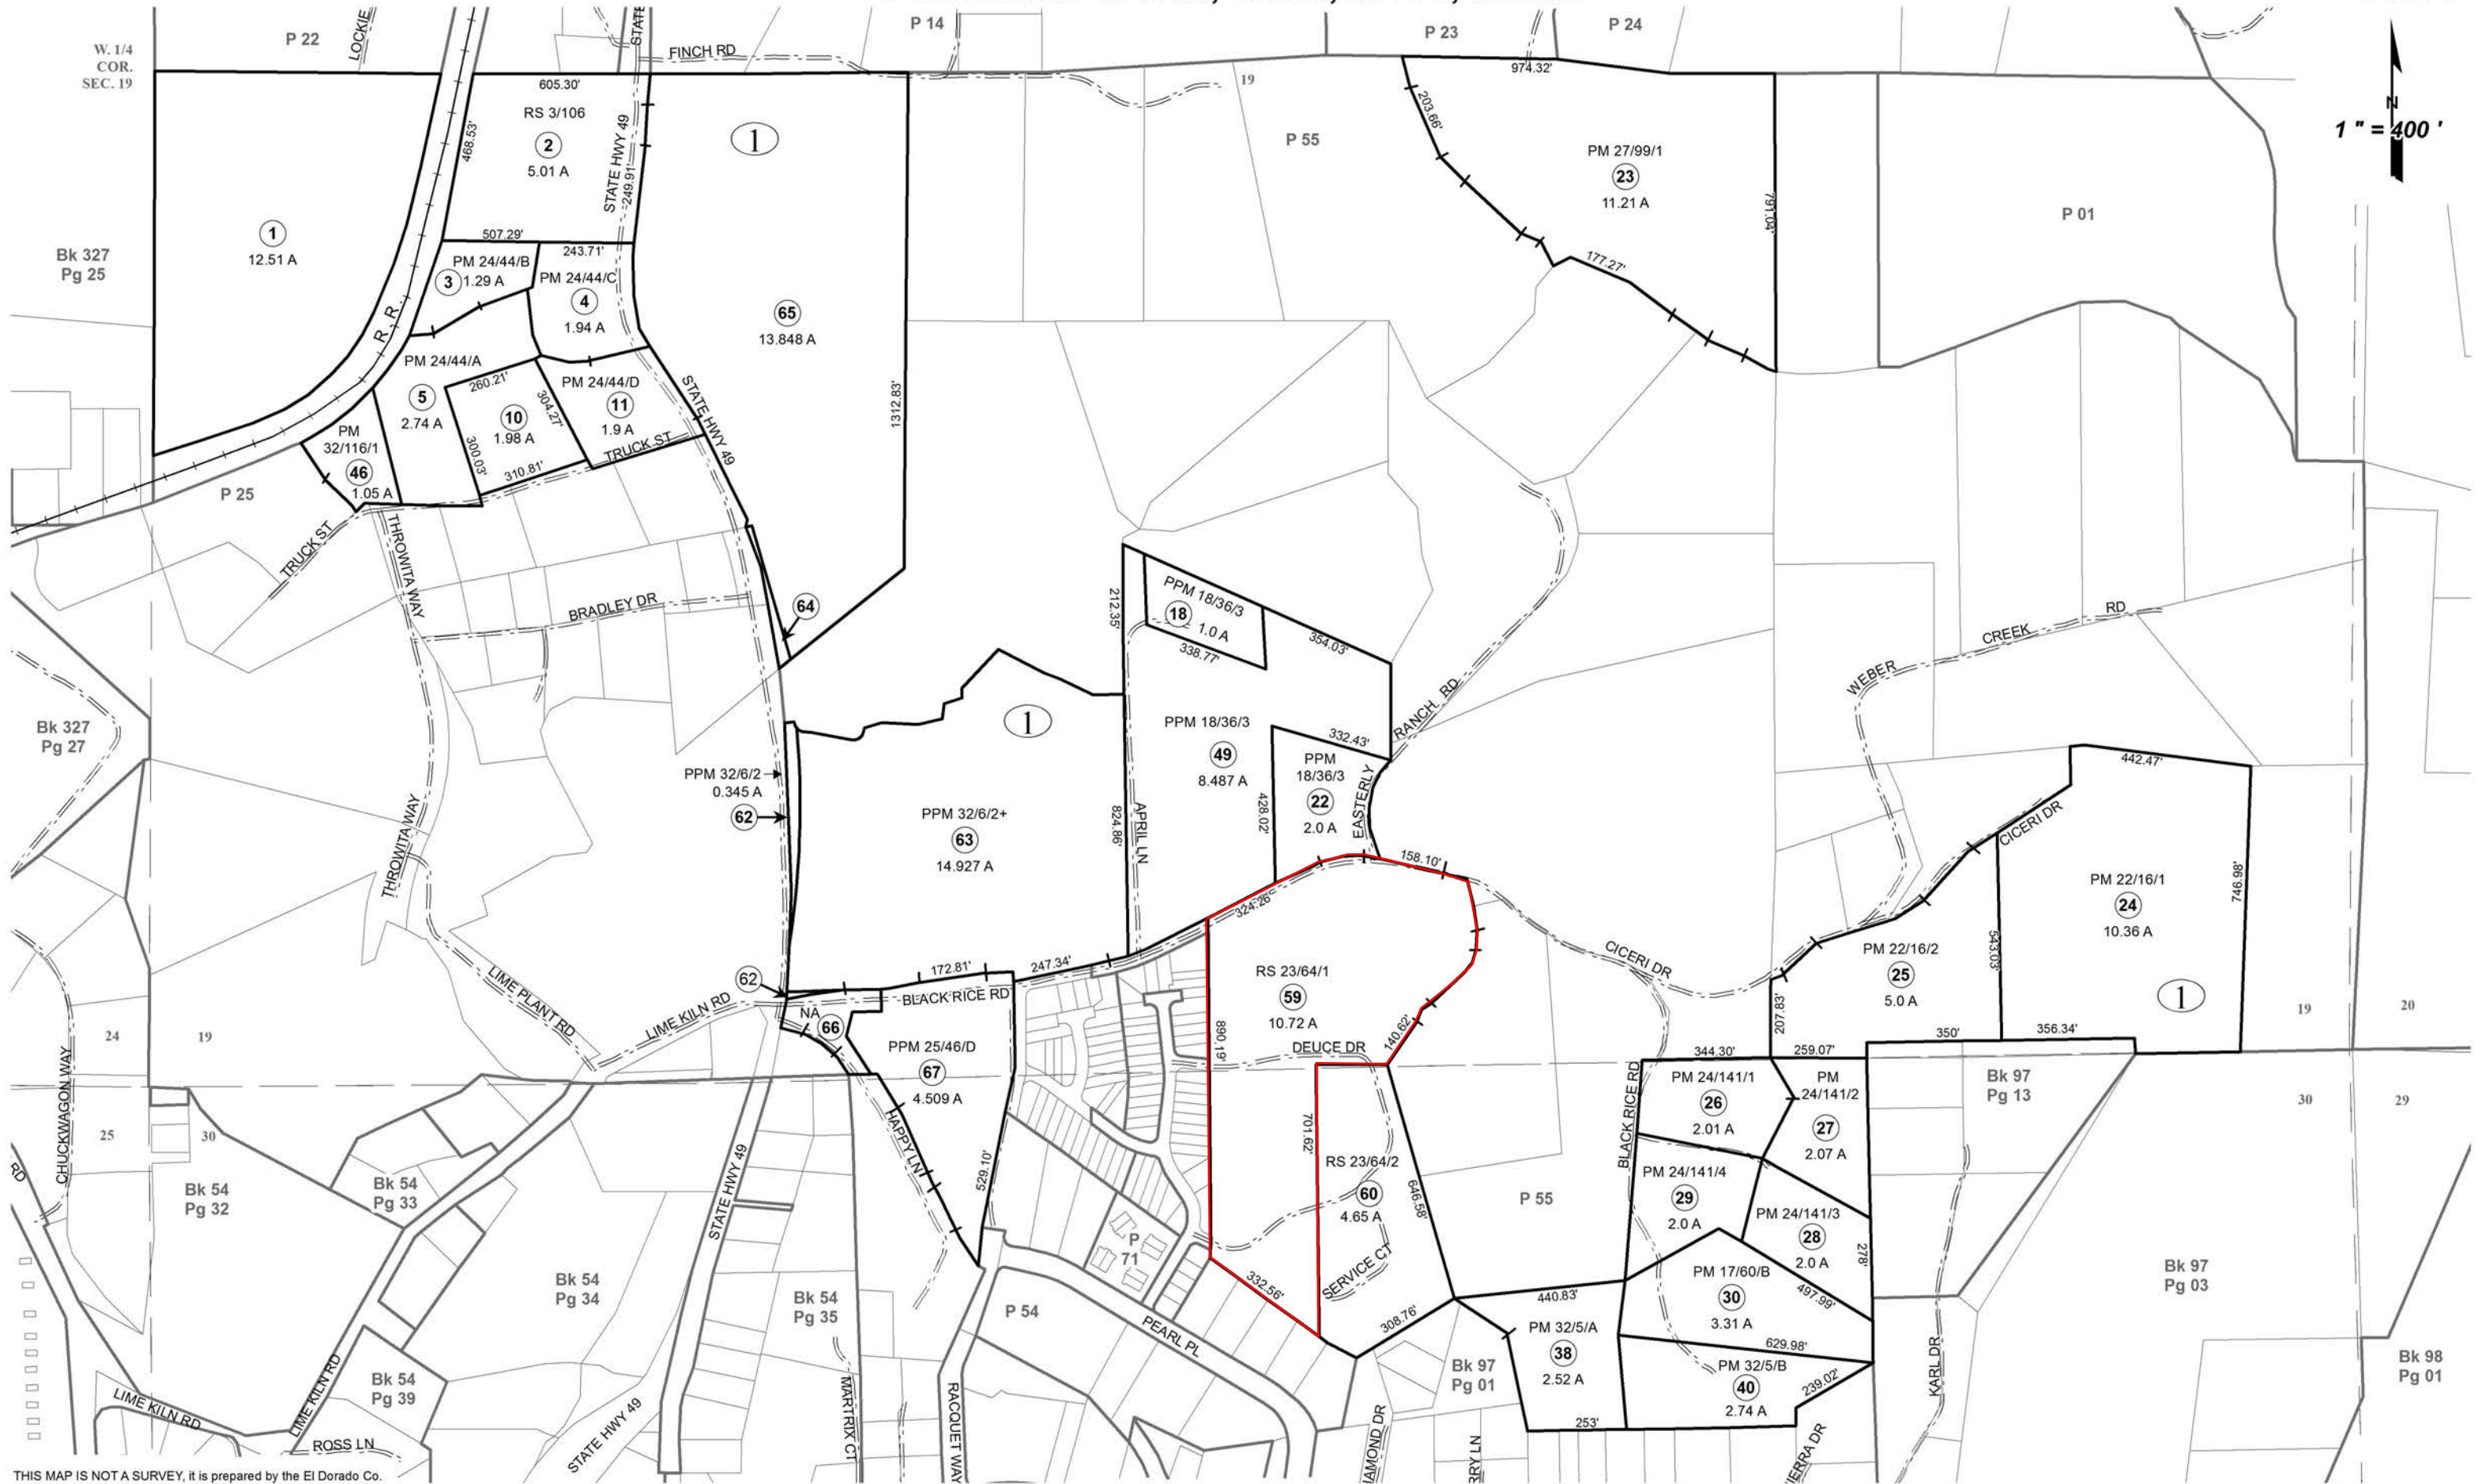 P 22
LOCKIE
STATE
FINCH RD
P 14
P 23
P 24
W. 1/4
COR.
SEC. 19
605.30'
RS 3/106
2
5.01 A
468.53'
STATE HWY 49
249.91'
1
19
P 55
974.32'
203.66'
PM 27/99/1
23
11.21 A
791.04'
177.27'
P 01
N
1 " = 400 '
Bk 327
Pg 25
1
12.51 A
R. R.
507.29'
243.71'
PM 24/44/B
3
1.29 A
PM 24/44/C
4
1.94 A
65
13.848 A
1312.83'
PM 24/44/A
5
2.74 A
260.21'
10
1.98 A
300.03'
304.27'
310.81'
PM 24/44/D
11
1.9 A
TRUCK ST
STATE HWY 49
PM
32/116/1
46
1.05 A
P 25
TRUCK ST
THROWITA WAY
BRADLEY DR
64
212.35'
PPM 18/36/3
18
1.0 A
338.77'
354.03'
RANCH RD
WEBER
CREEK
RD
Bk 327
Pg 27
1
PPM 32/6/2
0.345 A
62
PPM 32/6/2+
63
14.927 A
824.86'
APRIL LN
PPM 18/36/3
49
8.487 A
332.43'
PPM
18/36/3
22
2.0 A
428.02'
EASTERLY
158.10'
442.47'
CICERI DR
PM 22/16/1
24
10.36 A
746.98'
THROWITA WAY
324.26'
LIME PLANT RD
LIME KILN RD
62
172.81'
247.34'
BLACK RICE RD
RS 23/64/1
59
10.72 A
890.19'
140.62'
DEUCE DR
CICERI DR
PM 22/16/2
25
5.0 A
543.03'
207.83'
1
19
20
NA
66
PPM 25/46/D
67
4.509 A
HAPPY LN
529.10'
24
19
344.30'
259.07'
350'
356.34'
BLACK RICE RD
PM 24/141/1
26
2.01 A
PM
24/141/2
27
2.07 A
Bk 97
Pg 13
30
29
CHUCKWAGON WAY
25
30
RD
Bk 54
Pg 32
Bk 54
Pg 33
STATE HWY 49
701.62'
RS 23/64/2
60
4.65 A
646.58'
P 55
PM 24/141/4
29
2.0 A
PM 24/141/3
28
2.0 A
278'
P
71
SERVICE CT
332.56'
308.76'
Bk 54
Pg 34
Bk 54
Pg 35
P 54
PEARL PL
440.83'
PM 17/60/B
30
3.31 A
497.99'
629.98'
Bk 97
Pg 03
PM 32/5/A
38
2.52 A
253'
PM 32/5/B
40
2.74 A
239.02'
KARL DR
Bk 97
Pg 01
Bk 98
Pg 01
Bk 54
Pg 39
LIME KILN RD
LIME KILN RD
ROSS LN
STATE HWY 49
MARTRIX CT
RACQUET WAY
IAMOND DR
RRY LN
IERRA DR
THIS MAP IS NOT A SURVEY, it is prepared by the El Dorado Co.